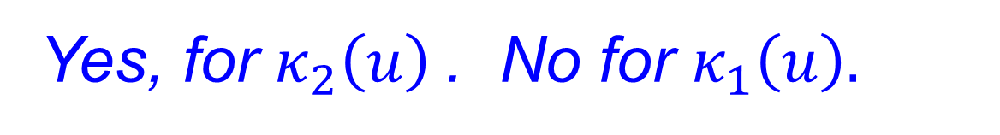 Yes, for κ₂(u) . No for κ₁(u).